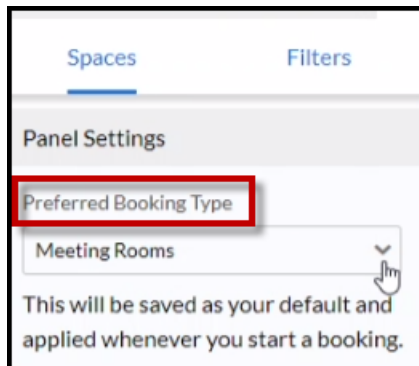 Spaces Filters
Panel Settings
Preferred Booking Type
Meeting Rooms
This will be saved as your default and
applied whenever you start a booking.